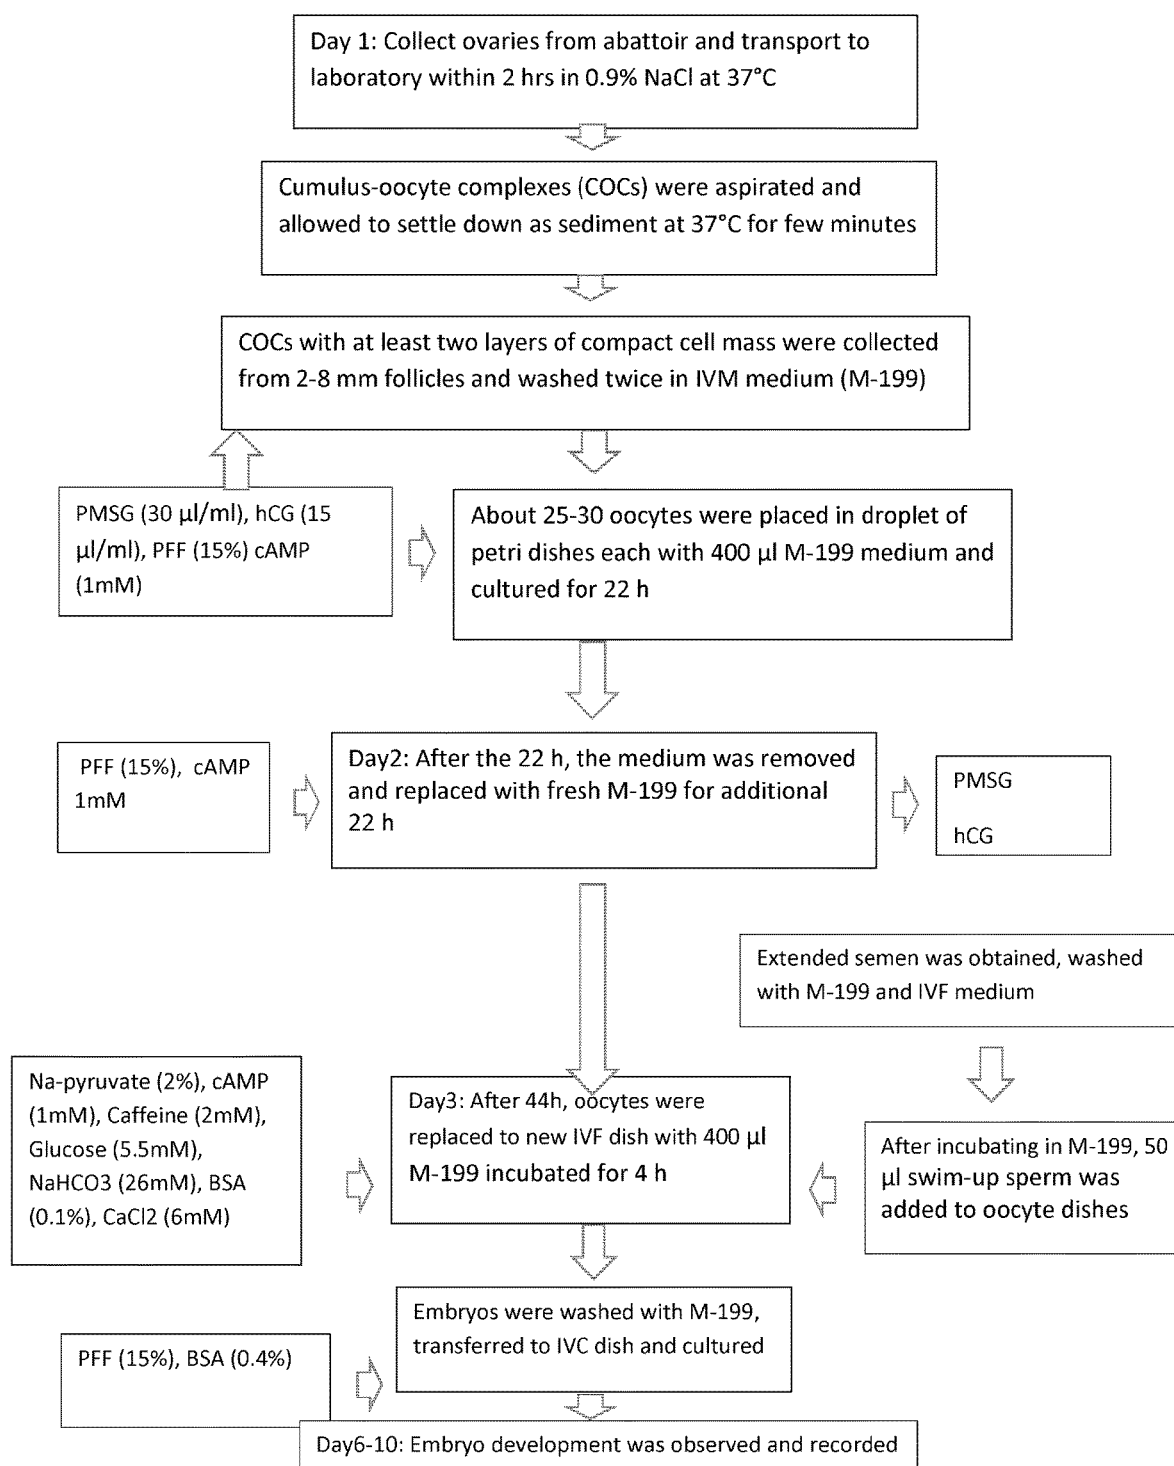 Day 1: Collect ovaries from abattoir and transport to
laboratory within 2 hrs in 0.9% NaCl at 37°C
Cumulus-oocyte complexes (COCs) were aspirated and
allowed to settle down as sediment at 37°C for few minutes
COCs with at least two layers of compact cell mass were collected
from 2-8 mm follicles and washed twice in IVM medium (M-199)
PMSG (30 µl/ml), hCG (15
µl/ml), PFF (15%) cAMP
(1mM)
About 25-30 oocytes were placed in droplet of
petri dishes each with 400 µl M-199 medium and
cultured for 22 h
PFF (15%), cAMP
1mM
Day2: After the 22 h, the medium was removed
and replaced with fresh M-199 for additional
22 h
PMSG
hCG
Extended semen was obtained, washed
with M-199 and IVF medium
Na-pyruvate (2%), cAMP
(1mM), Caffeine (2mM),
Glucose (5.5mM),
NaHCO3 (26mM), BSA
(0.1%), CaCl2 (6mM)
Day3: After 44h, oocytes were
replaced to new IVF dish with 400 µl
M-199 incubated for 4 h
After incubating in M-199, 50
µl swim-up sperm was
added to oocyte dishes
Embryos were washed with M-199,
transferred to IVC dish and cultured
PFF (15%), BSA (0.4%)
Day6-10: Embryo development was observed and recorded